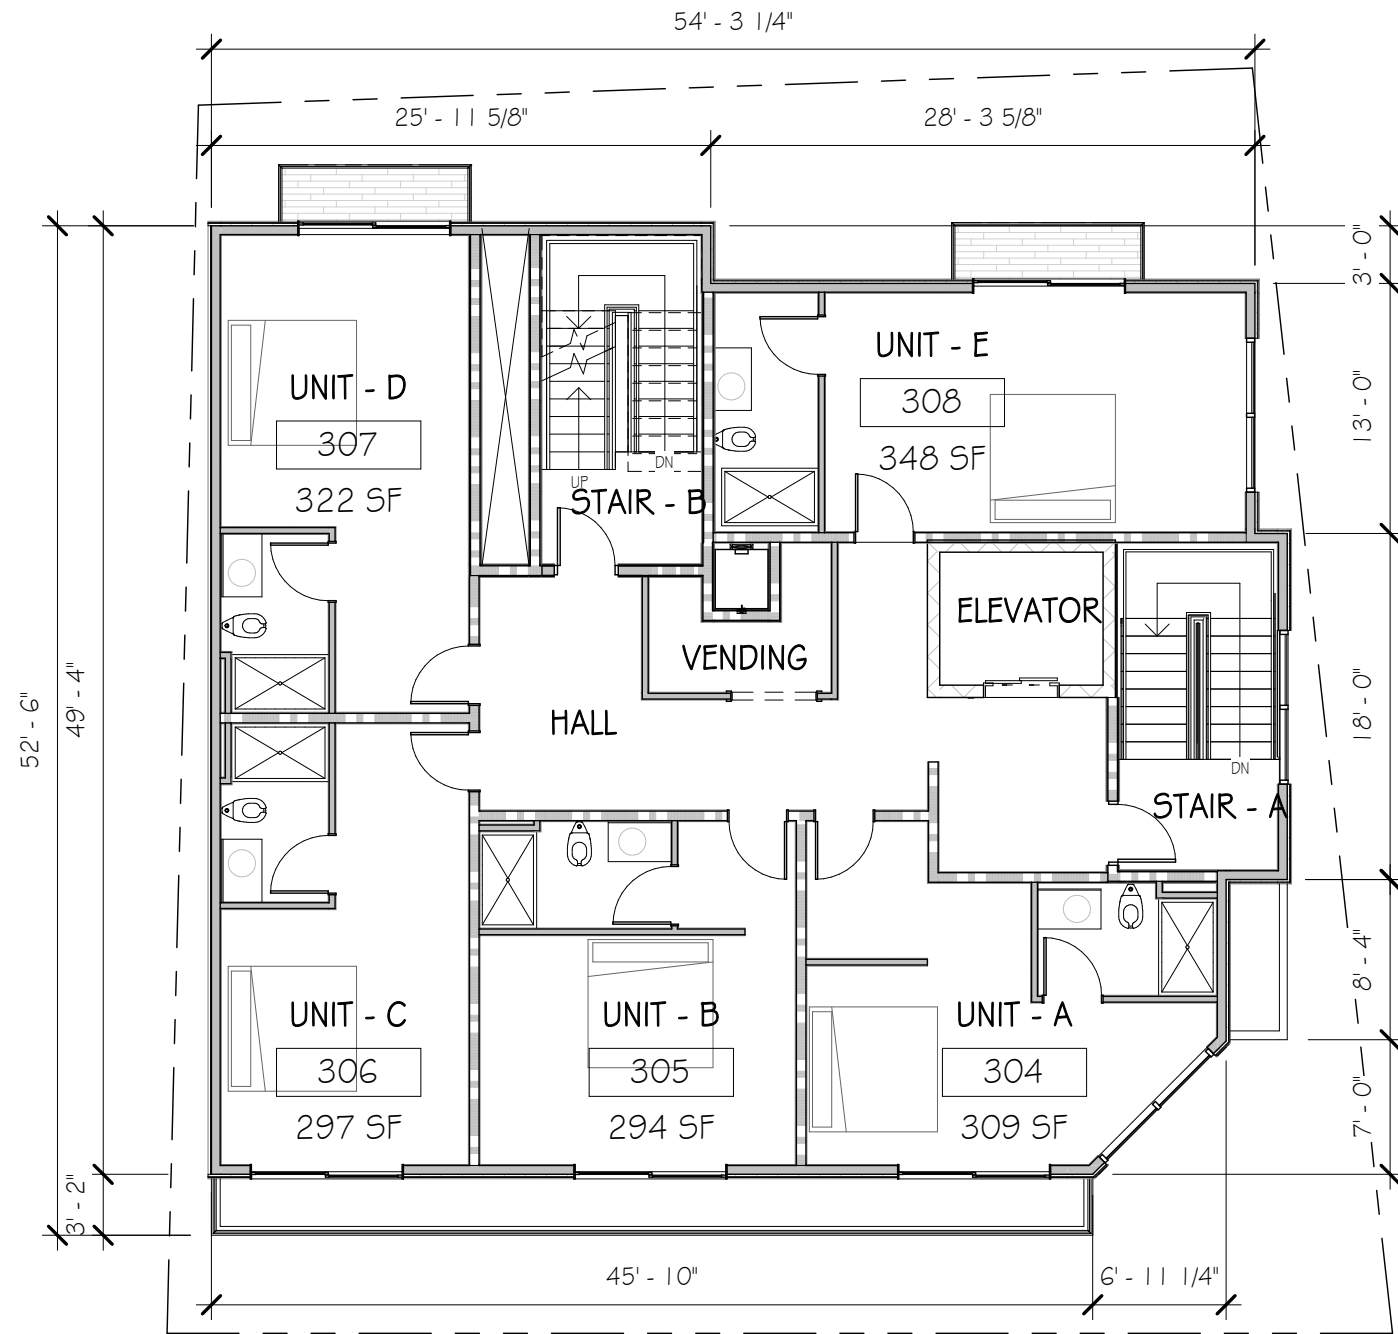 54' - 3 1/4"
25' - 11 5/8"
28' - 3 5/8"
3' - 0"
UNIT - E
308
348 SF
13' - 0"
UNIT - D
307
322 SF
DN
UP
STAIR - B
ELEVATOR
VENDING
HALL
52' - 6"
49' - 4"
18' - 0"
DN
STAIR - A
8' - 4"
UNIT - C
306
297 SF
UNIT - B
305
294 SF
UNIT - A
304
309 SF
7' - 0"
3' - 2"
45' - 10"
6' - 11 1/4"